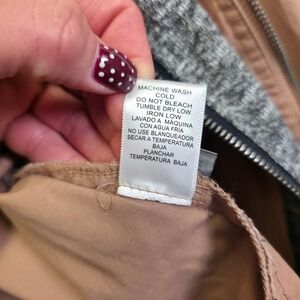 MACHINE WASH
COLD
DO NOT BLEACH
TUMBLE DRY LOW
IRON LOW
LAVADO A MAQUINA
CON AGUA FRIA
NO USE BLANQUEADOR
SECAR A TEMPERATURA
BAJA
PLANCHAR
TEMPERATURA BAJA